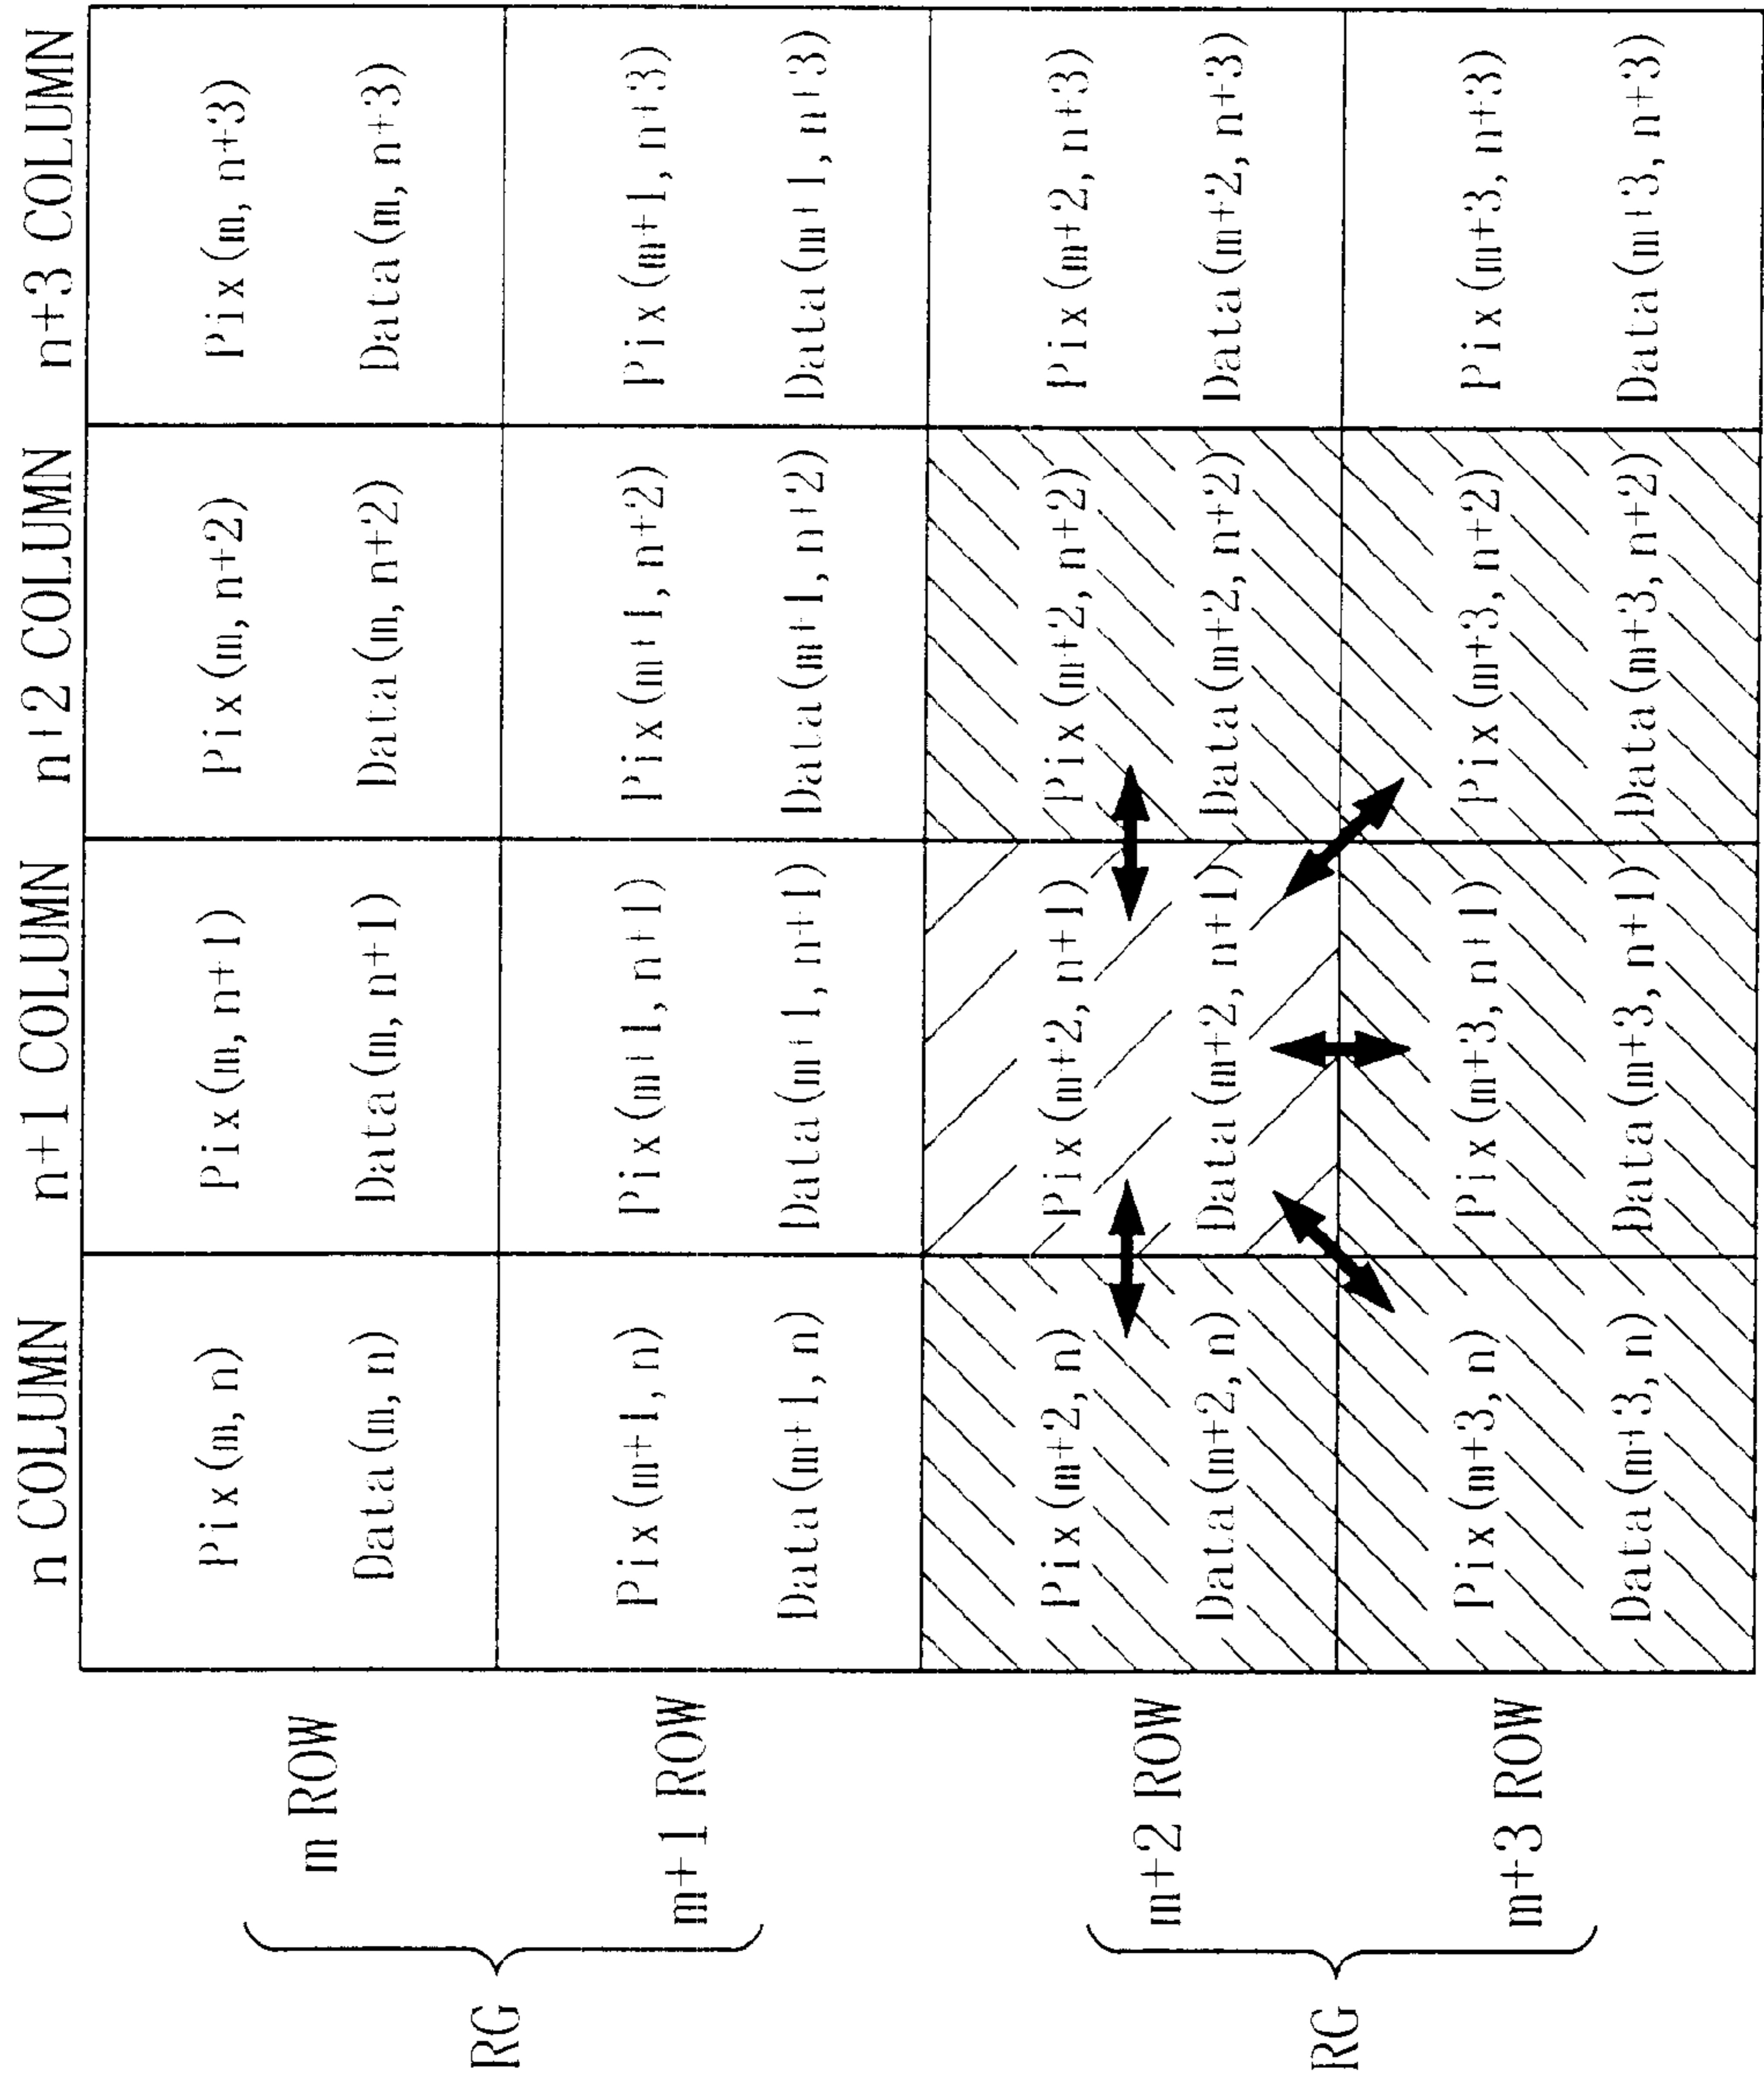 n COLUMN n+1 COLUMN n+2 COLUMN n+3 COLUMN
RG
m ROW
Pix(m, n) Pix(m, n+1) Pix(m, n+2) Pix(m, n+3)
Data(m, n) Data(m, n+1) Data(m, n+2) Data(m, n+3)
m+1 ROW
Pix(m+1, n) Pix(m+1, n+1) Pix(m+1, n+2) Pix(m+1, n+3)
Data(m+1, n) Data(m+1, n+1) Data(m+1, n+2) Data(m+1, n+3)
RG
m+2 ROW
Pix(m+2, n) Pix(m+2, n+1) Pix(m+2, n+2) Pix(m+2, n+3)
Data(m+2, n) Data(m+2, n+1) Data(m+2, n+2) Data(m+2, n+3)
m+3 ROW
Pix(m+3, n) Pix(m+3, n+1) Pix(m+3, n+2) Pix(m+3, n+3)
Data(m+3, n) Data(m+3, n+1) Data(m+3, n+2) Data(m+3, n+3)